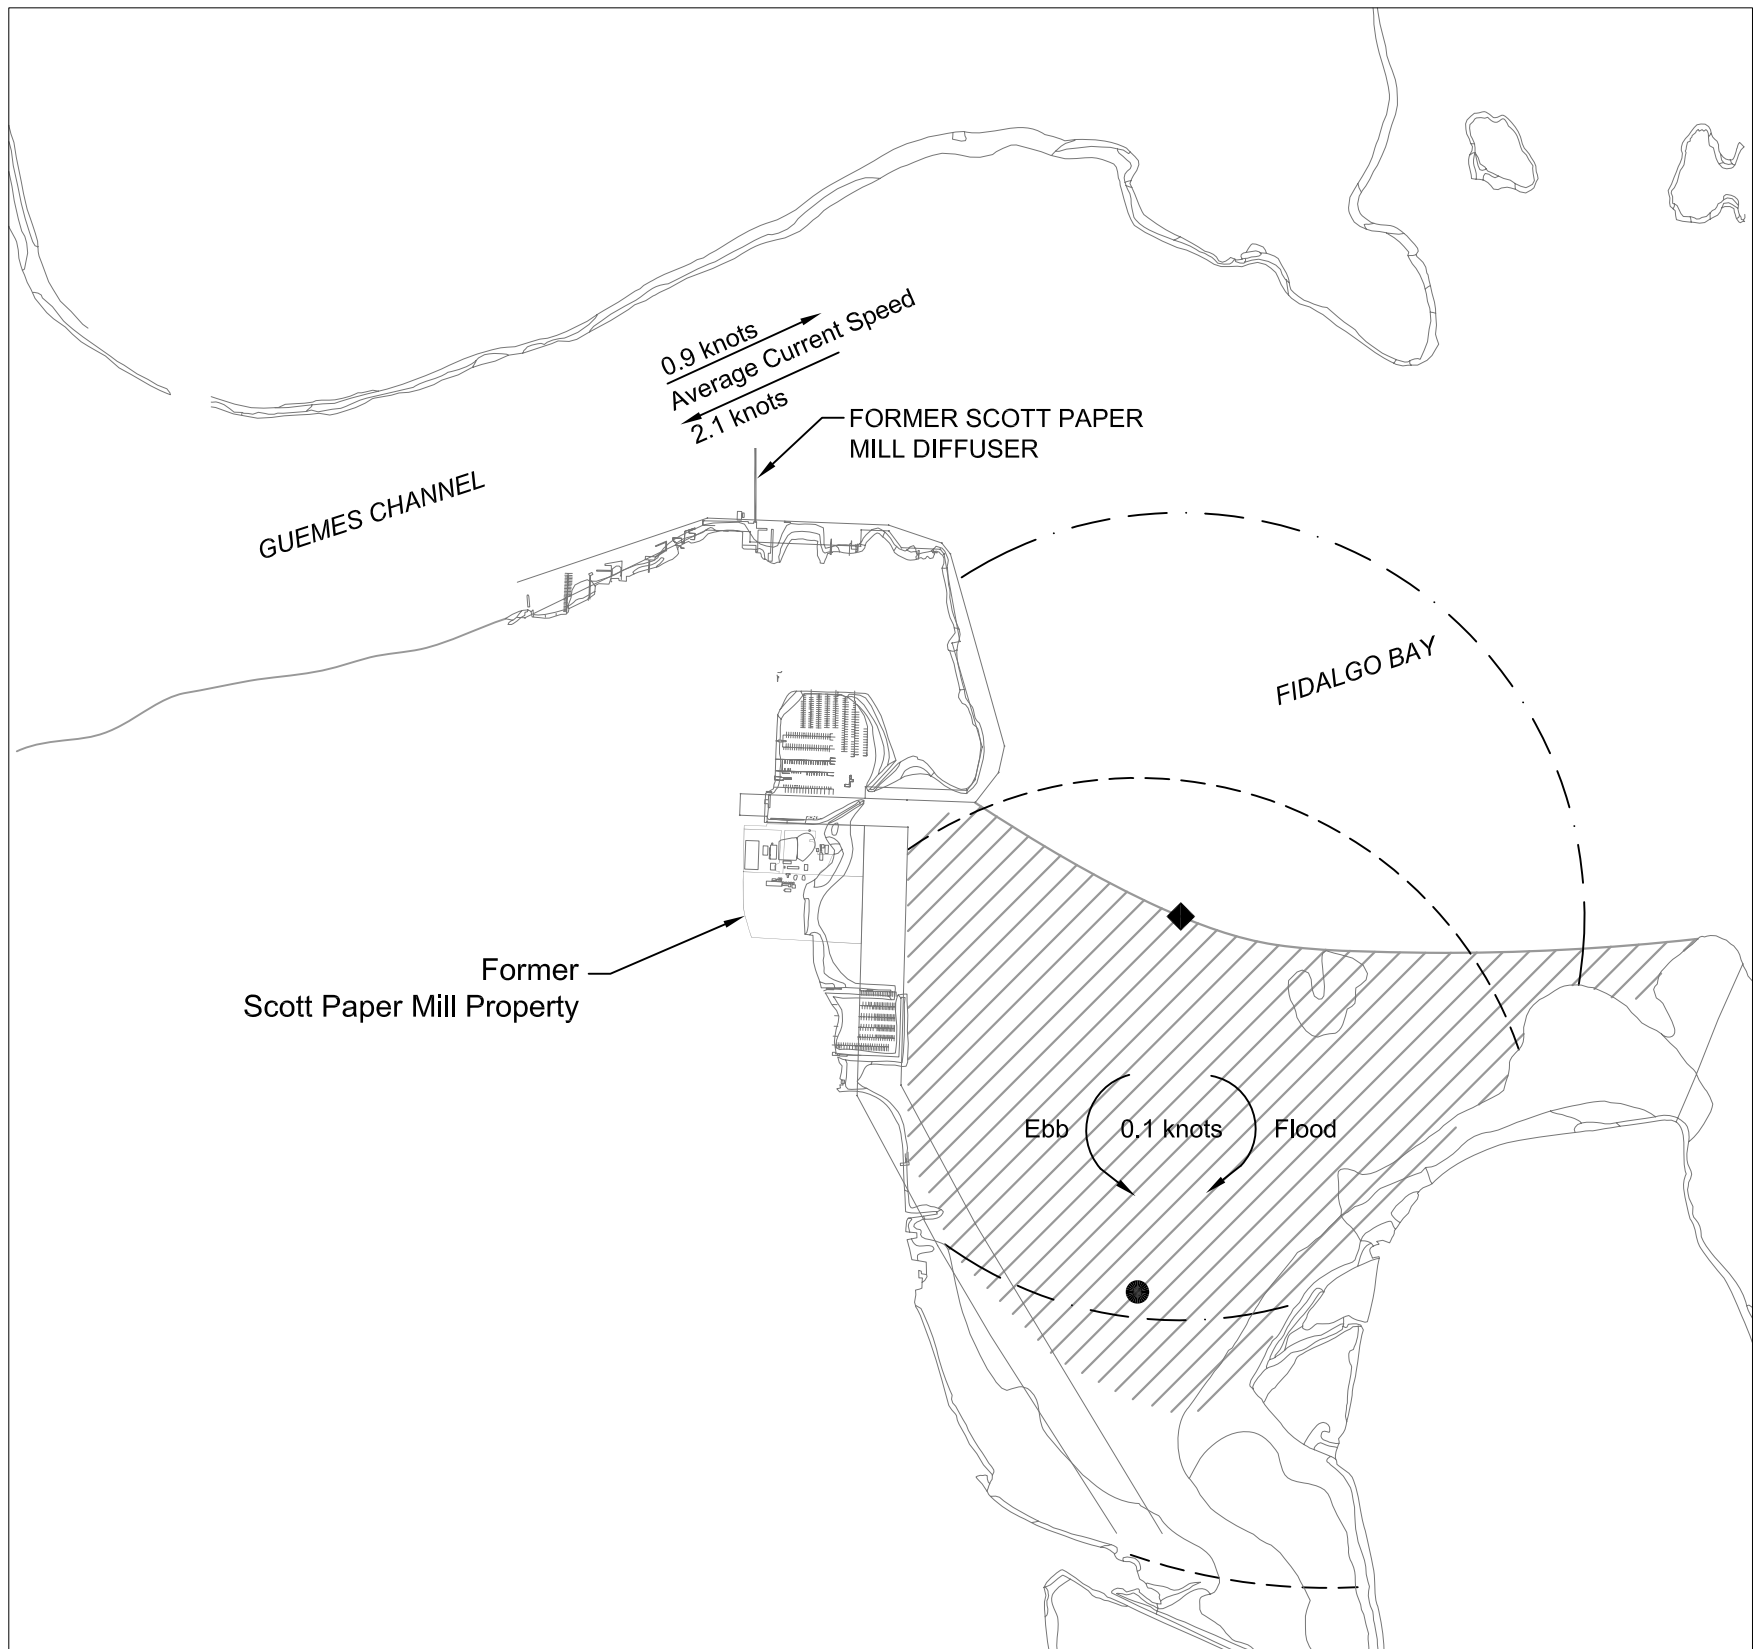 0.9 knots
Average Current Speed
2.1 knots
FORMER SCOTT PAPER
MILL DIFFUSER
GUEMES CHANNEL
FIDALGO BAY
Former
Scott Paper Mill Property
Ebb
0.1 knots
Flood